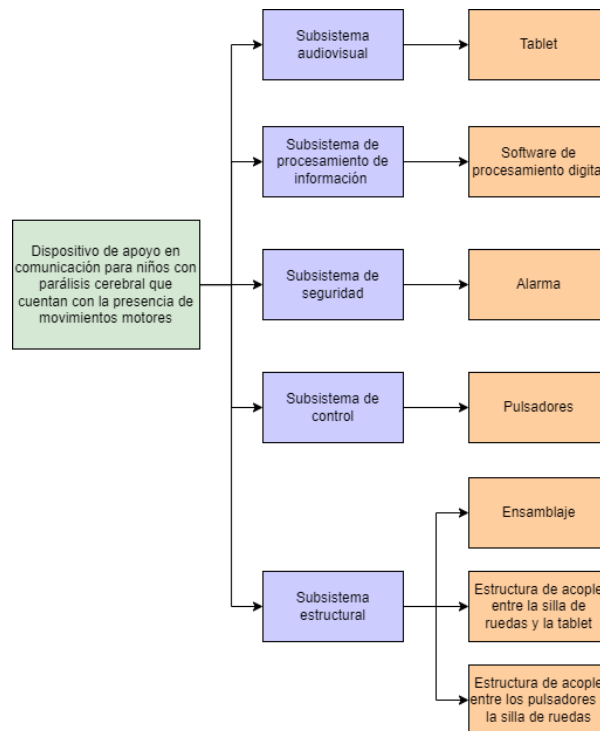 Dispositivo de apoyo en
comunicación para niños con
parálisis cerebral que
cuentan con la presencia de
movimientos motores
Subsistema
audiovisual
Tablet
Subsistema de
procesamiento de
información
Software de
procesamiento digita
Subsistema de
seguridad
Alarma
Subsistema de
control
Pulsadores
Subsistema
estructural
Ensamblaje
Estructura de acople
entre la silla de
ruedas y la tablet
Estructura de acople
entre los pulsadores
la silla de ruedas